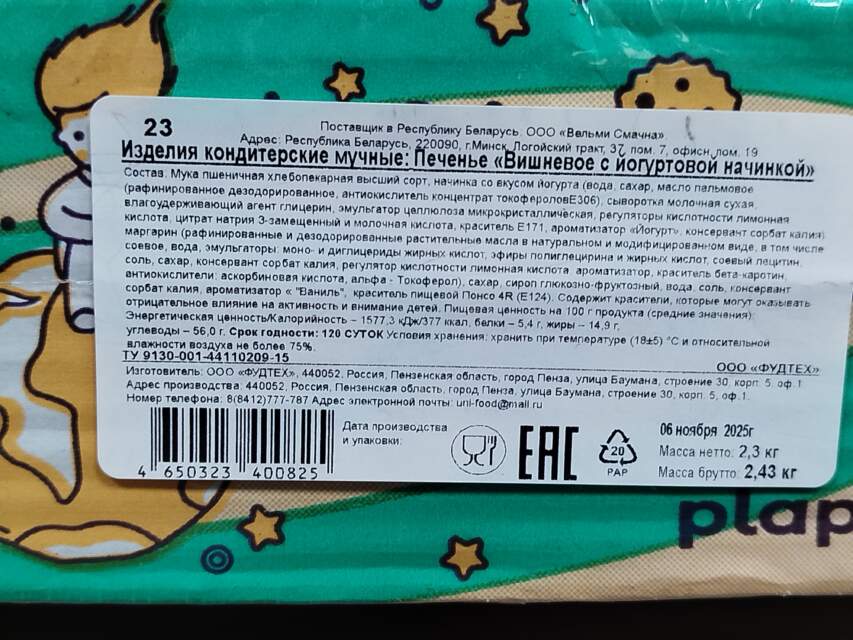 23
Поставщик в Республику Беларусь: ООО «Вельми Смачна»
Адрес: Республика Беларусь, 220090, г.Минск, Логойский тракт, 37, пом. 7, офисн.пом. 19
Изделия кондитерские мучные: Печенье «Вишневое с йогуртовой начинкой»
Состав: Мука пшеничная хлебопекарная высший сорт, начинка со вкусом йогурта (вода, сахар, масло пальмовое
(рафинированное дезодорированное, антиокислитель концентрат токофероловЕ306), сыворотка молочная сухая,
влагоудерживающий агент глицерин, эмульгатор целлюлоза микрокристаллическая, регуляторы кислотности лимонная
кислота, цитрат натрия 3-замещенный и молочная кислота, краситель Е171, ароматизатор «Йогурт», консервант сорбат калия)
маргарин (рафинированные и дезодорированные растительные масла в натуральном и модифицированном виде, в том числе
соевое, вода, эмульгаторы: моно- и диглицериды жирных кислот, эфиры полиглицерина и жирных кислот, соевый лецитин,
соль, сахар, консервант сорбат калия, регулятор кислотности лимонная кислота, ароматизатор, краситель бета-каротин,
антиокислители: аскорбиновая кислота, альфа - Токоферол), сахар, сироп глюкозно-фруктозный, вода, соль, консервант
сорбат калия, ароматизатор « "Ваниль", краситель пищевой Понсо 4R (Е124). Содержит красители, которые могут оказывать
отрицательное влияние на активность и внимание детей. Пищевая ценность на 100 г продукта (средние значения):
Энергетическая ценность/Калорийность – 1577,3 кДж/377 ккал, белки – 5,4 г, жиры – 14,9 г,
углеводы – 56,0 г. Срок годности: 120 СУТОК Условия хранения: хранить при температуре (18±5) °С и относительной
влажности воздуха не более 75%.
ТУ 9130-001-44110209-15
ООО «ФУДТЕХ»
Изготовитель: ООО «ФУДТЕХ», 440052, Россия, Пензенская область, город Пенза, улица Баумана, строение 30, корп. 5, оф.1
Адрес производства: 440052, Россия, Пензенская область, город Пенза, улица Баумана, строение 30, корп. 5, оф.1.
Номер телефона: 8(8412)777-787 Адрес электронной почты: uni-food@mail.ru
Дата производства
и упаковки:
06 ноября 2025г
Масса нетто: 2,3 кг
Масса брутто: 2,43 кг
EAC
20
PAP
4 650323 400825
plap